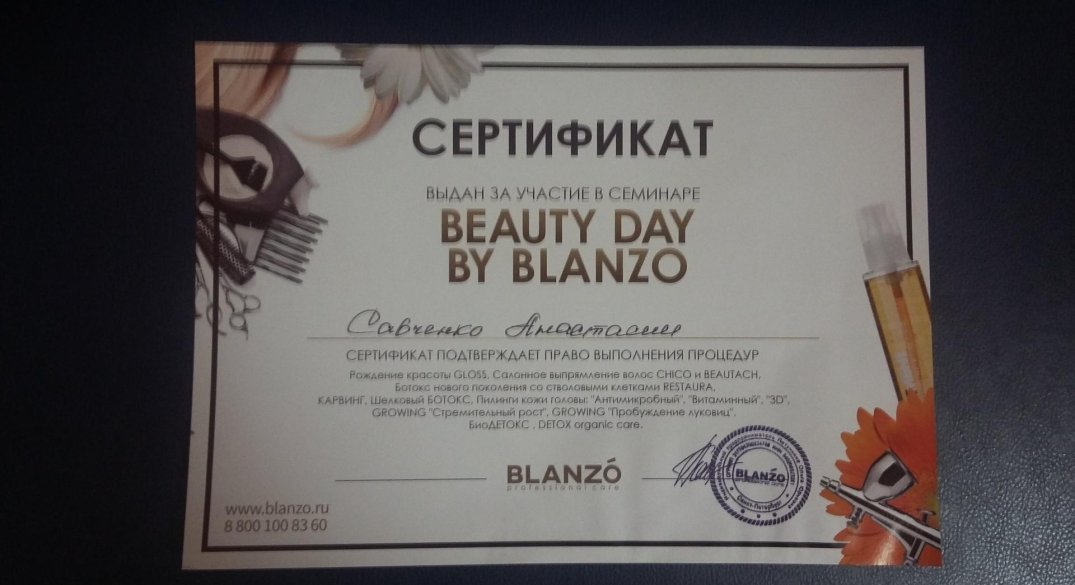 СЕРТИФИКАТ
ВЫДАН ЗА УЧАСТИЕ В СЕМИНАРЕ
BEAUTY DAY
BY BLANZO
Савченко Анастасии
СЕРТИФИКАТ ПОДТВЕРЖДАЕТ ПРАВО ВЫПОЛНЕНИЯ ПРОЦЕДУР
Рождение красоты GLOSS, Салонное выпрямление волос CHICO и BEAUTACH,
Ботокс нового поколения со стволовыми клетками RESTAURA,
КАРВИНГ, Шелковый БОТОКС, Пилинги кожи головы: "Антимикробный", "Витаминный", "3D",
GROWING "Стремительный рост", GROWING "Пробуждение луковиц",
БиоДЕТОКС , DETOX organic care.
BLANZÓ
professional care
BLANZO
Санкт-Петербург
www.blanzo.ru
8 800 100 83 60